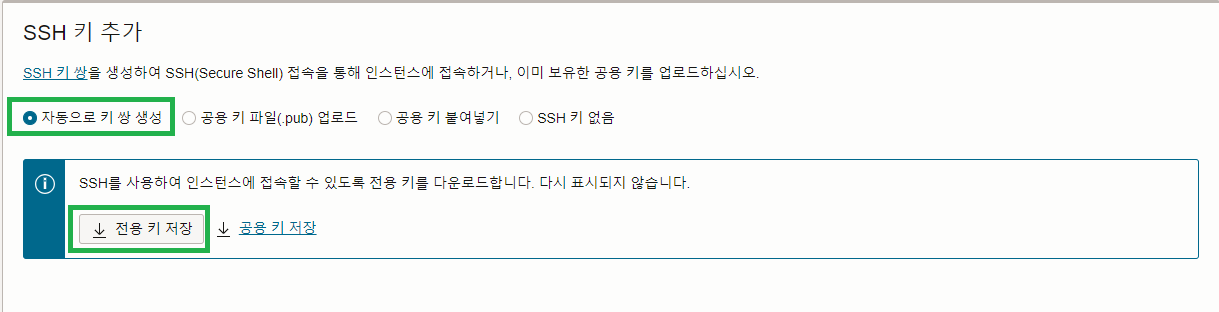 SSH 키 추가
SSH 키 쌍을 생성하여 SSH(Secure Shell) 접속을 통해 인스턴스에 접속하거나, 이미 보유한 공용 키를 업로드하십시오.
자동으로 키 쌍 생성 공용 키 파일(.pub) 업로드 공용 키 붙여넣기 SSH 키 없음
SSH를 사용하여 인스턴스에 접속할 수 있도록 전용 키를 다운로드합니다. 다시 표시되지 않습니다.
전용 키 저장 공용 키 저장